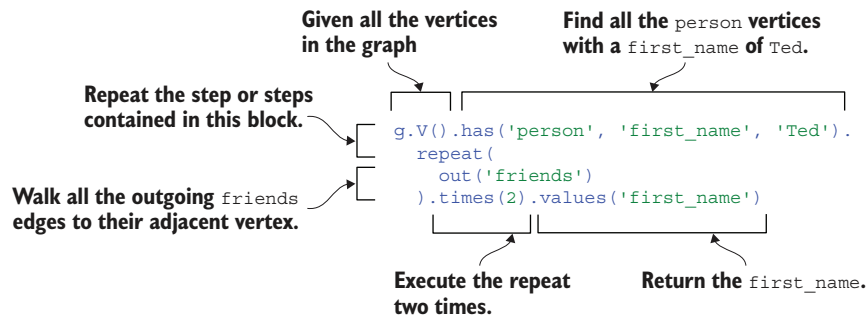 Given all the vertices
in the graph
Find all the person vertices
with a first_name of Ted.
Repeat the step or steps
contained in this block.
g.V().has('person', 'first_name', 'Ted').
repeat(
out('friends')
).times(2).values('first_name')
Walk all the outgoing friends
edges to their adjacent vertex.
Execute the repeat
two times.
Return the first_name.